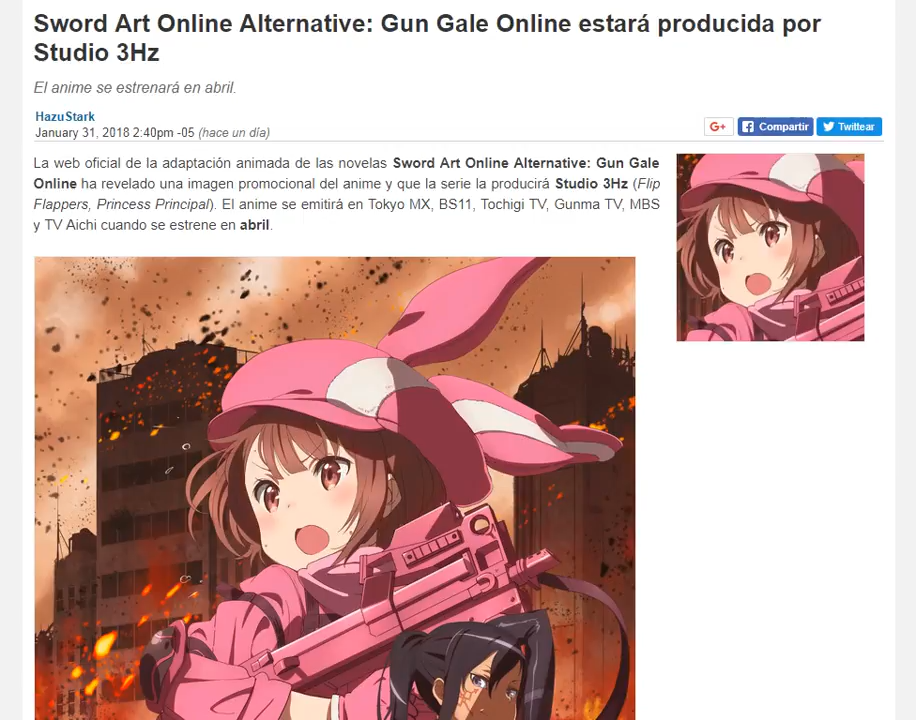 Sword Art Online Alternative: Gun Gale Online estará producida por
Studio 3Hz
El anime se estrenará en abril.
HazuStark
January 31, 2018 2:40pm -05 (hace un día)
G+ Compartir Twittear
La web oficial de la adaptación animada de las novelas Sword Art Online Alternative: Gun Gale
Online ha revelado una imagen promocional del anime y que la serie la producirá Studio 3Hz (Flip
Flappers, Princess Principal). El anime se emitirá en Tokyo MX, BS11, Tochigi TV, Gunma TV, MBS
y TV Aichi cuando se estrene en abril.